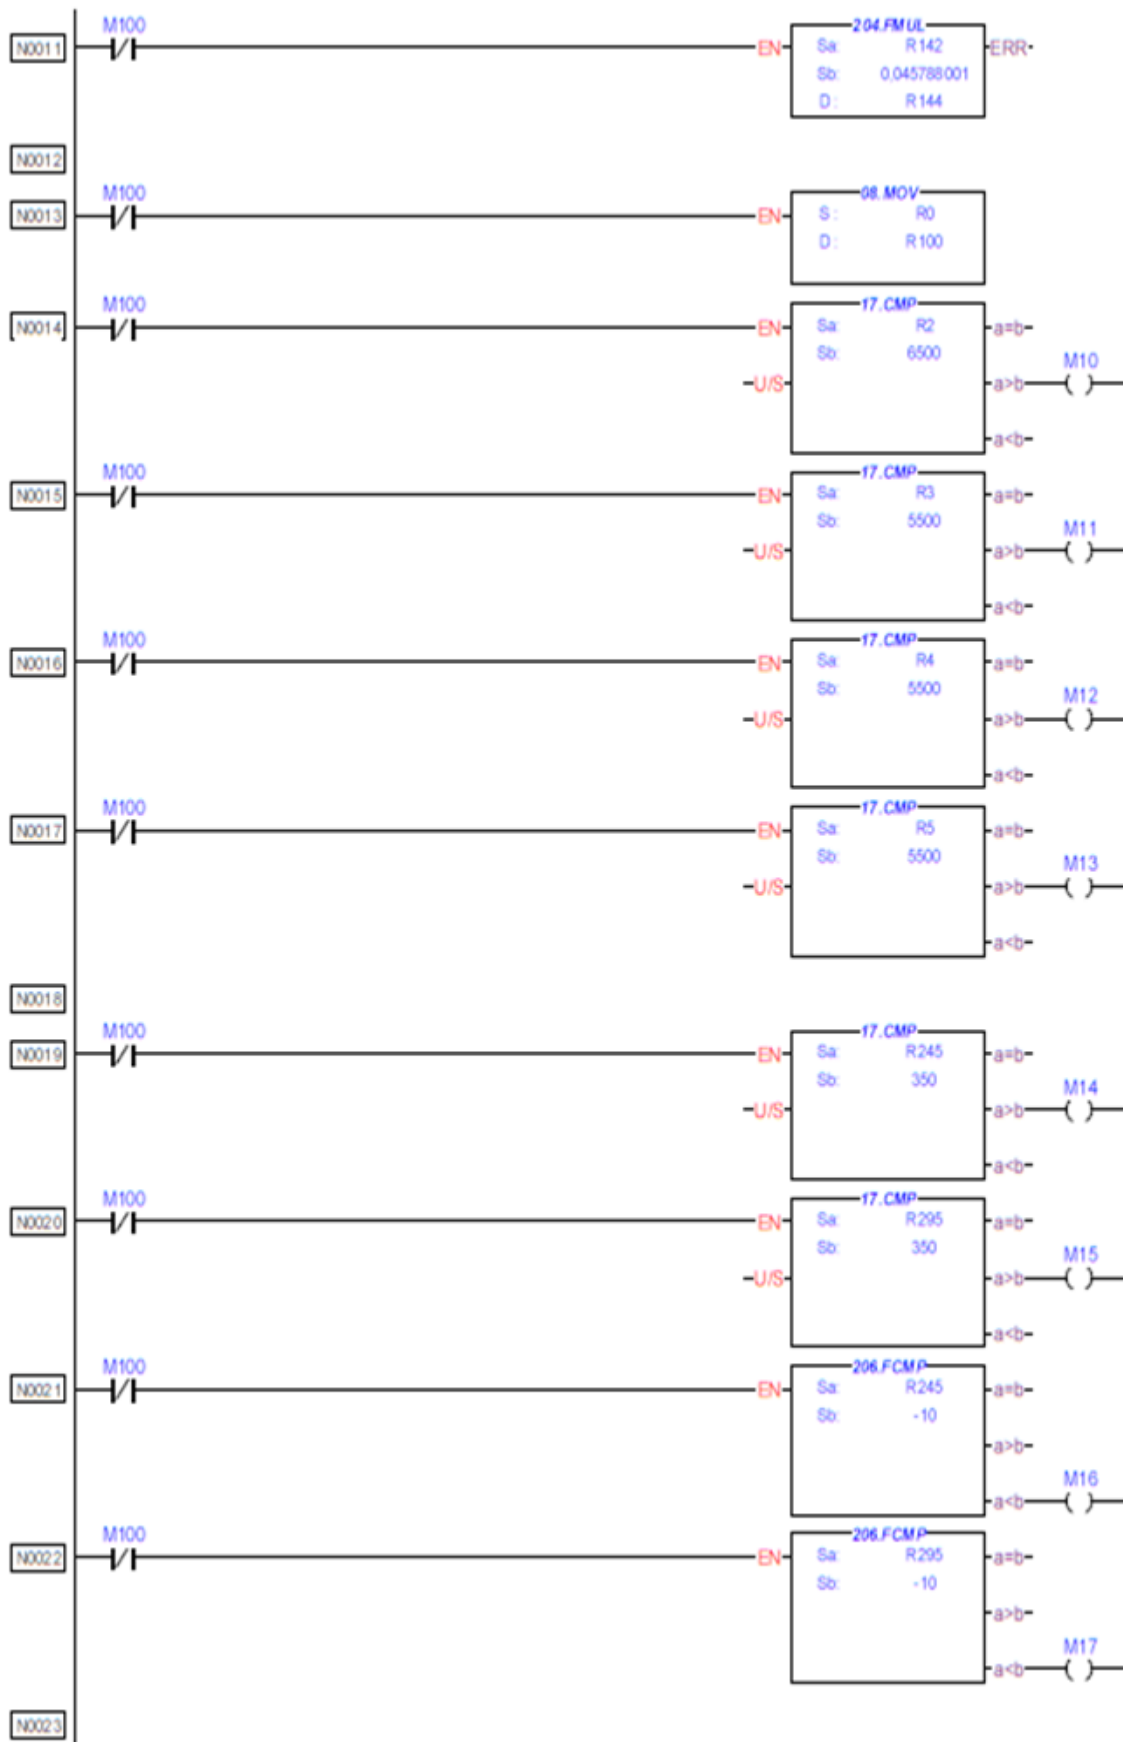 M100
N0011
204.FMUL
EN Sa: R142 ERR
Sb: 0,045788001
D: R144
N0012
M100
N0013
08.MOV
EN S: R0
D: R100
M100
N0014
17.CMP
EN Sa: R2 a=b
Sb: 6500
U/S a>b M10
a<b
M100
N0015
17.CMP
EN Sa: R3 a=b
Sb: 5500
U/S a>b M11
a<b
M100
N0016
17.CMP
EN Sa: R4 a=b
Sb: 5500
U/S a>b M12
a<b
M100
N0017
17.CMP
EN Sa: R5 a=b
Sb: 5500
U/S a>b M13
a<b
N0018
M100
N0019
17.CMP
EN Sa: R245 a=b
Sb: 350
U/S a>b M14
a<b
M100
N0020
17.CMP
EN Sa: R295 a=b
Sb: 350
U/S a>b M15
a<b
M100
N0021
206.FCMP
EN Sa: R245 a=b
Sb: -10
a>b
a<b M16
M100
N0022
206.FCMP
EN Sa: R295 a=b
Sb: -10
a>b
a<b M17
N0023